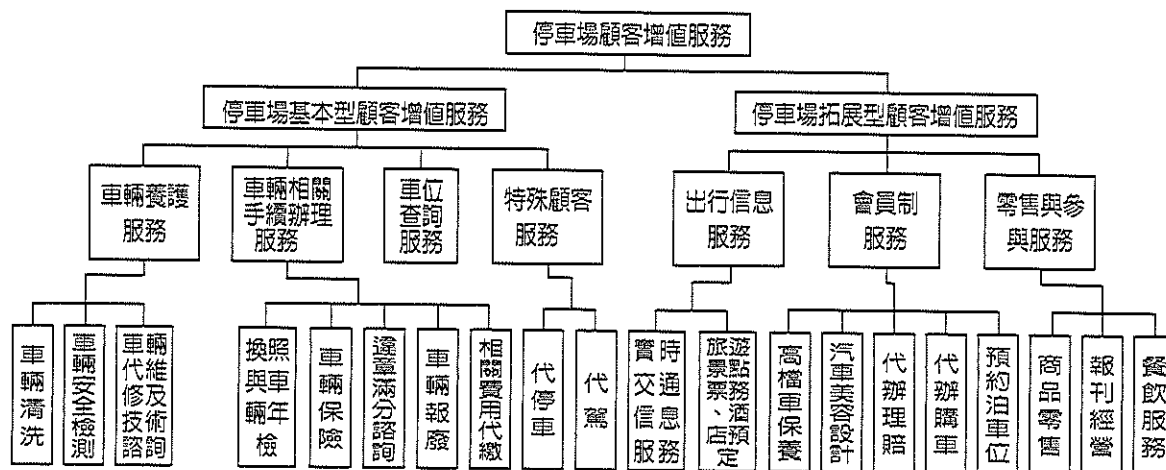 停車場顧客增值服務
停車場基本型顧客增值服務
停車場拓展型顧客增值服務
車輛養護
服務
車輛相關
手續辦理
服務
車位
查詢
服務
特殊顧客
服務
出行信息
服務
會員制
服務
零售與參
與服務
車輛清洗
車輛安全檢測
車輛代維修及技術諮詢
換照與車輛年檢
車輛保險
違章滿分諮詢
車輛報廢
相關費用代繳
代停車
代駕
實時交通信息服務
旅遊景點票務、酒店預定
高檔車保養
汽車美容設計
代辦理賠
代辦購車
預約泊車位
商品零售
報刊經營
餐飲服務